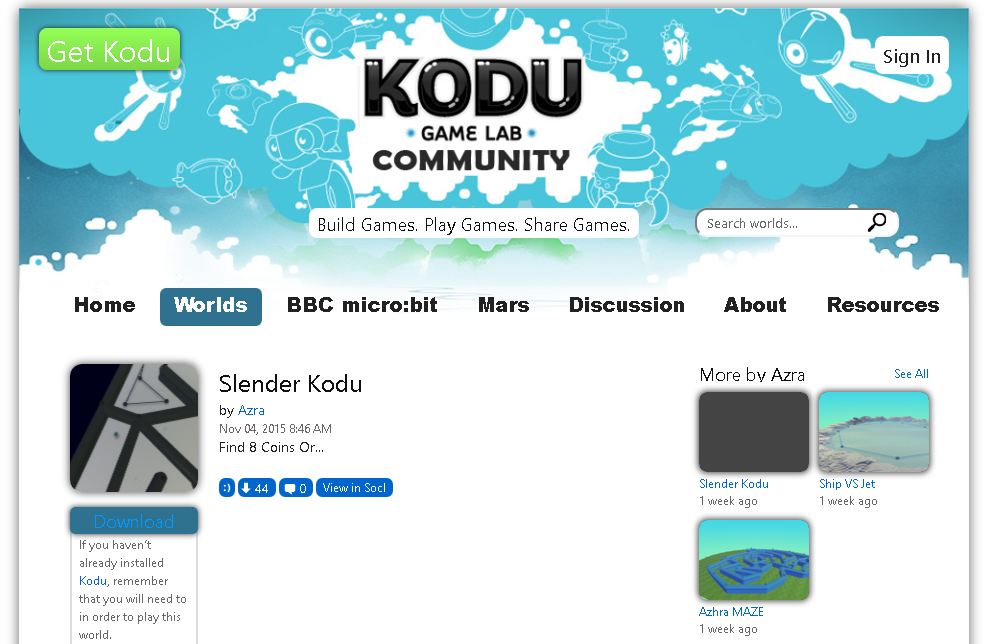 Get Kodu
Sign In
KODU
GAME LAB
COMMUNITY
Build Games. Play Games. Share Games.
Search worlds...
Home Worlds BBC micro:bit Mars Discussion About Resources
Slender Kodu
by Azra
Nov 04, 2015 8:46 AM
Find 8 Coins Or...
:) 44 0 View in Socl
Download
If you haven't
already installed
Kodu, remember
that you will need to
in order to play this
world.
More by Azra See All
Slender Kodu Ship VS Jet
1 week ago 1 week ago
Azhra MAZE
1 week ago